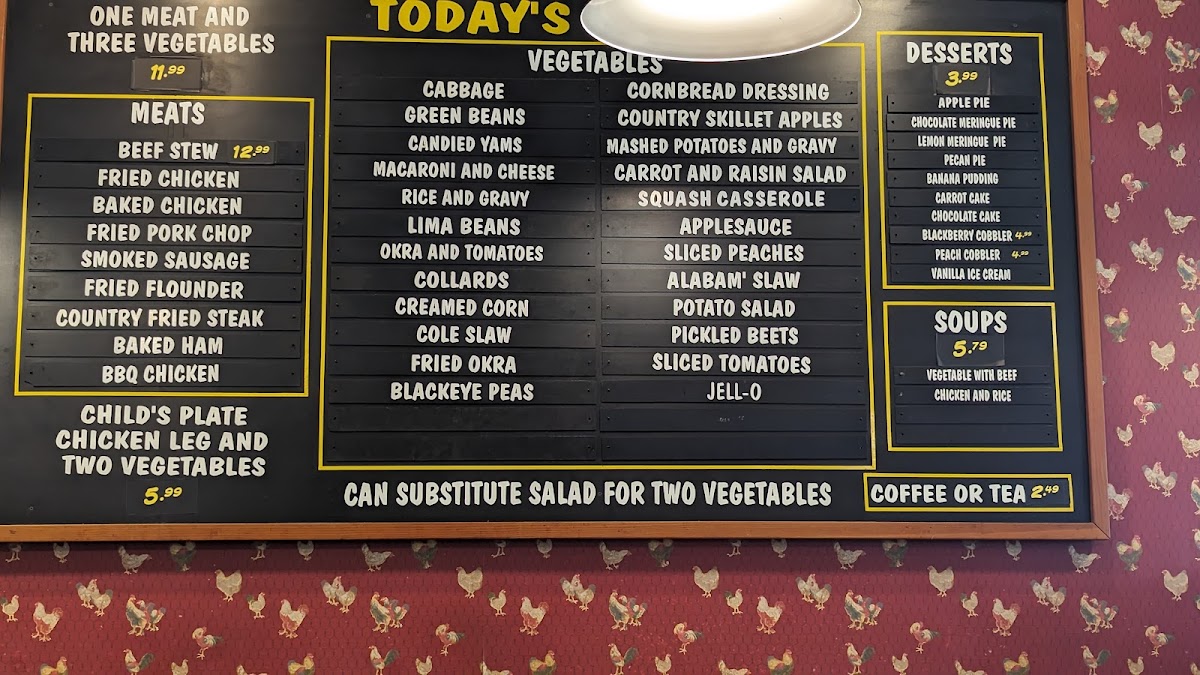 TODAY'S
ONE MEAT AND
THREE VEGETABLES
11.99
MEATS
BEEF STEW 12.99
FRIED CHICKEN
BAKED CHICKEN
FRIED PORK CHOP
SMOKED SAUSAGE
FRIED FLOUNDER
COUNTRY FRIED STEAK
BAKED HAM
BBQ CHICKEN
CHILD'S PLATE
CHICKEN LEG AND
TWO VEGETABLES
5.99
VEGETABLES
CABBAGE
GREEN BEANS
CANDIED YAMS
MACARONI AND CHEESE
RICE AND GRAVY
LIMA BEANS
OKRA AND TOMATOES
COLLARDS
CREAMED CORN
COLE SLAW
FRIED OKRA
BLACKEYE PEAS
CORNBREAD DRESSING
COUNTRY SKILLET APPLES
MASHED POTATOES AND GRAVY
CARROT AND RAISIN SALAD
SQUASH CASSEROLE
APPLESAUCE
SLICED PEACHES
ALABAM' SLAW
POTATO SALAD
PICKLED BEETS
SLICED TOMATOES
JELL-O
CAN SUBSTITUTE SALAD FOR TWO VEGETABLES
DESSERTS
3.99
APPLE PIE
CHOCOLATE MERINGUE PIE
LEMON MERINGUE PIE
PECAN PIE
BANANA PUDDING
CARROT CAKE
CHOCOLATE CAKE
BLACKBERRY COBBLER 4.99
PEACH COBBLER 4.99
VANILLA ICE CREAM
SOUPS
5.79
VEGETABLE WITH BEEF
CHICKEN AND RICE
COFFEE OR TEA 2.49